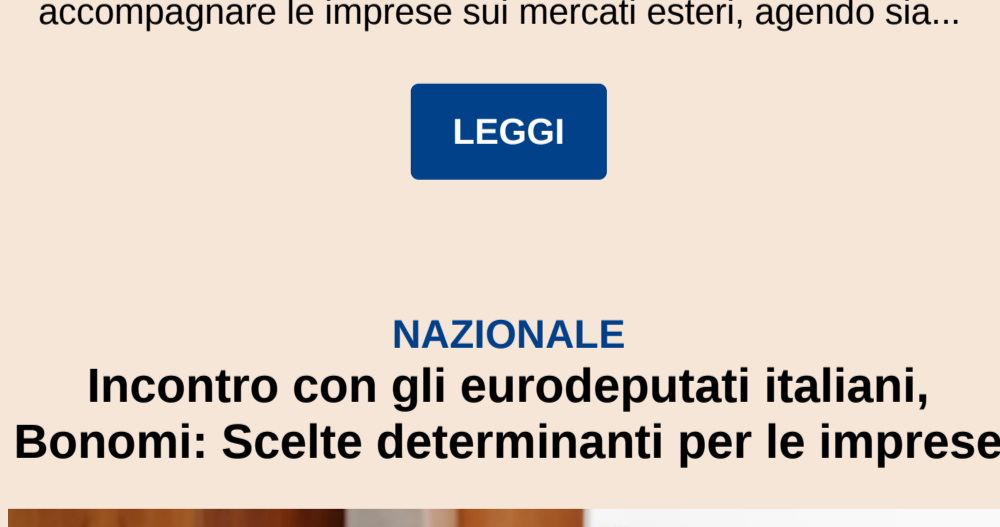 accompagnare le imprese sui mercati esteri, agendo sia...
LEGGI
NAZIONALE
Incontro con gli eurodeputati italiani,
Bonomi: Scelte determinanti per le imprese